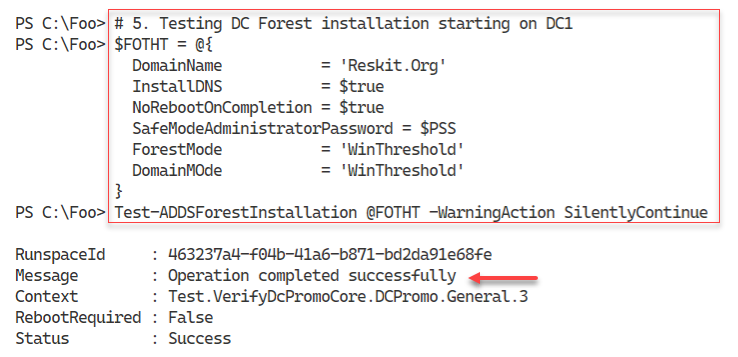 PS C:\Foo> # 5. Testing DC Forest installation starting on DC1
PS C:\Foo> $FOTHT = @{
  DomainName           = 'Reskit.Org'
  InstallDNS           = $true
  NoRebootOnCompletion = $true
  SafeModeAdministratorPassword = $PSS
  ForestMode           = 'WinThreshold'
  DomainMOde           = 'WinThreshold'
}
PS C:\Foo> Test-ADDSForestInstallation @FOTHT -WarningAction SilentlyContinue
RunspaceId     : 463237a4-f04b-41a6-b871-bd2da91e68fe
Message        : Operation completed successfully
Context        : Test.VerifyDcPromoCore.DCPromo.General.3
RebootRequired : False
Status         : Success